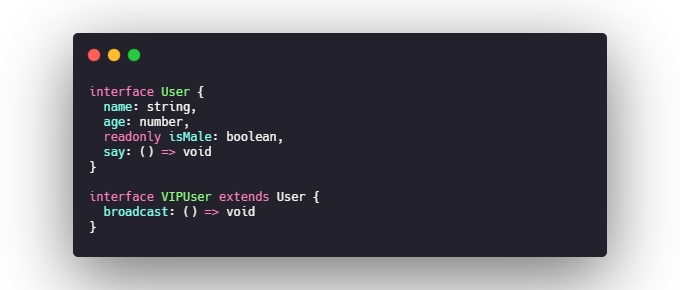 interface User {
  name: string,
  age: number,
  readonly isMale: boolean,
  say: () => void
}

interface VIPUser extends User {
  broadcast: () => void
}